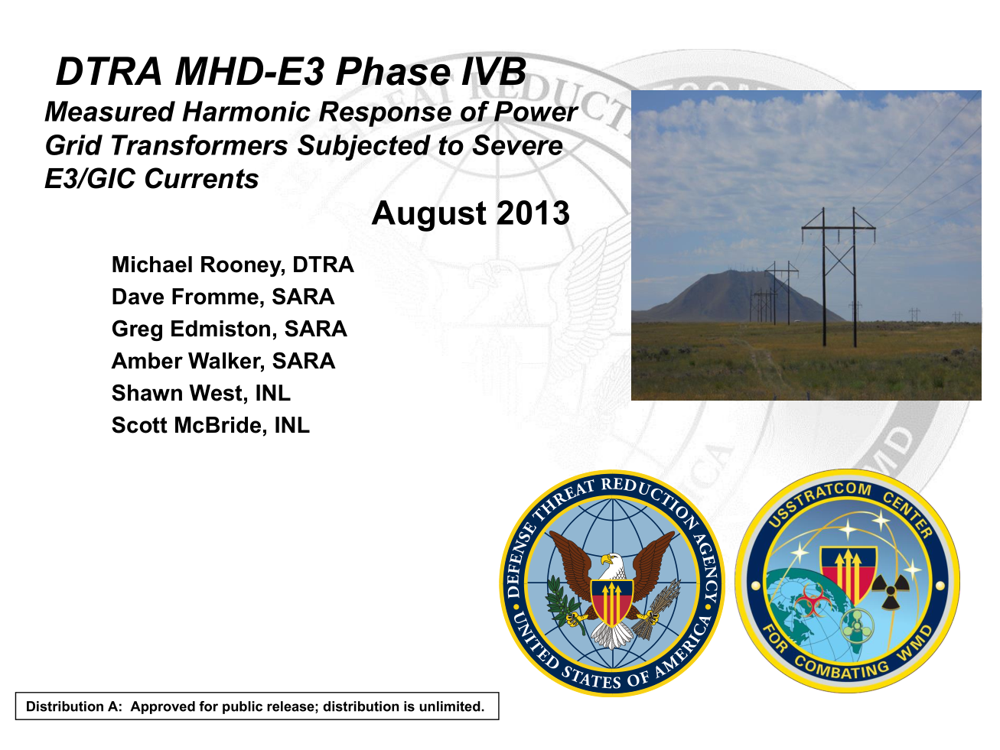 DTRA MHD-E3 Phase IVB
Measured Harmonic Response of Power
Grid Transformers Subjected to Severe
E3/GIC Currents
August 2013
Michael Rooney, DTRA
Dave Fromme, SARA
Greg Edmiston, SARA
Amber Walker, SARA
Shawn West, INL
Scott McBride, INL
DEFENSE THREAT REDUCTION AGENCY
UNITED STATES OF AMERICA
USSTRATCOM CENTER
FOR COMBATING WMD
Distribution A: Approved for public release; distribution is unlimited.